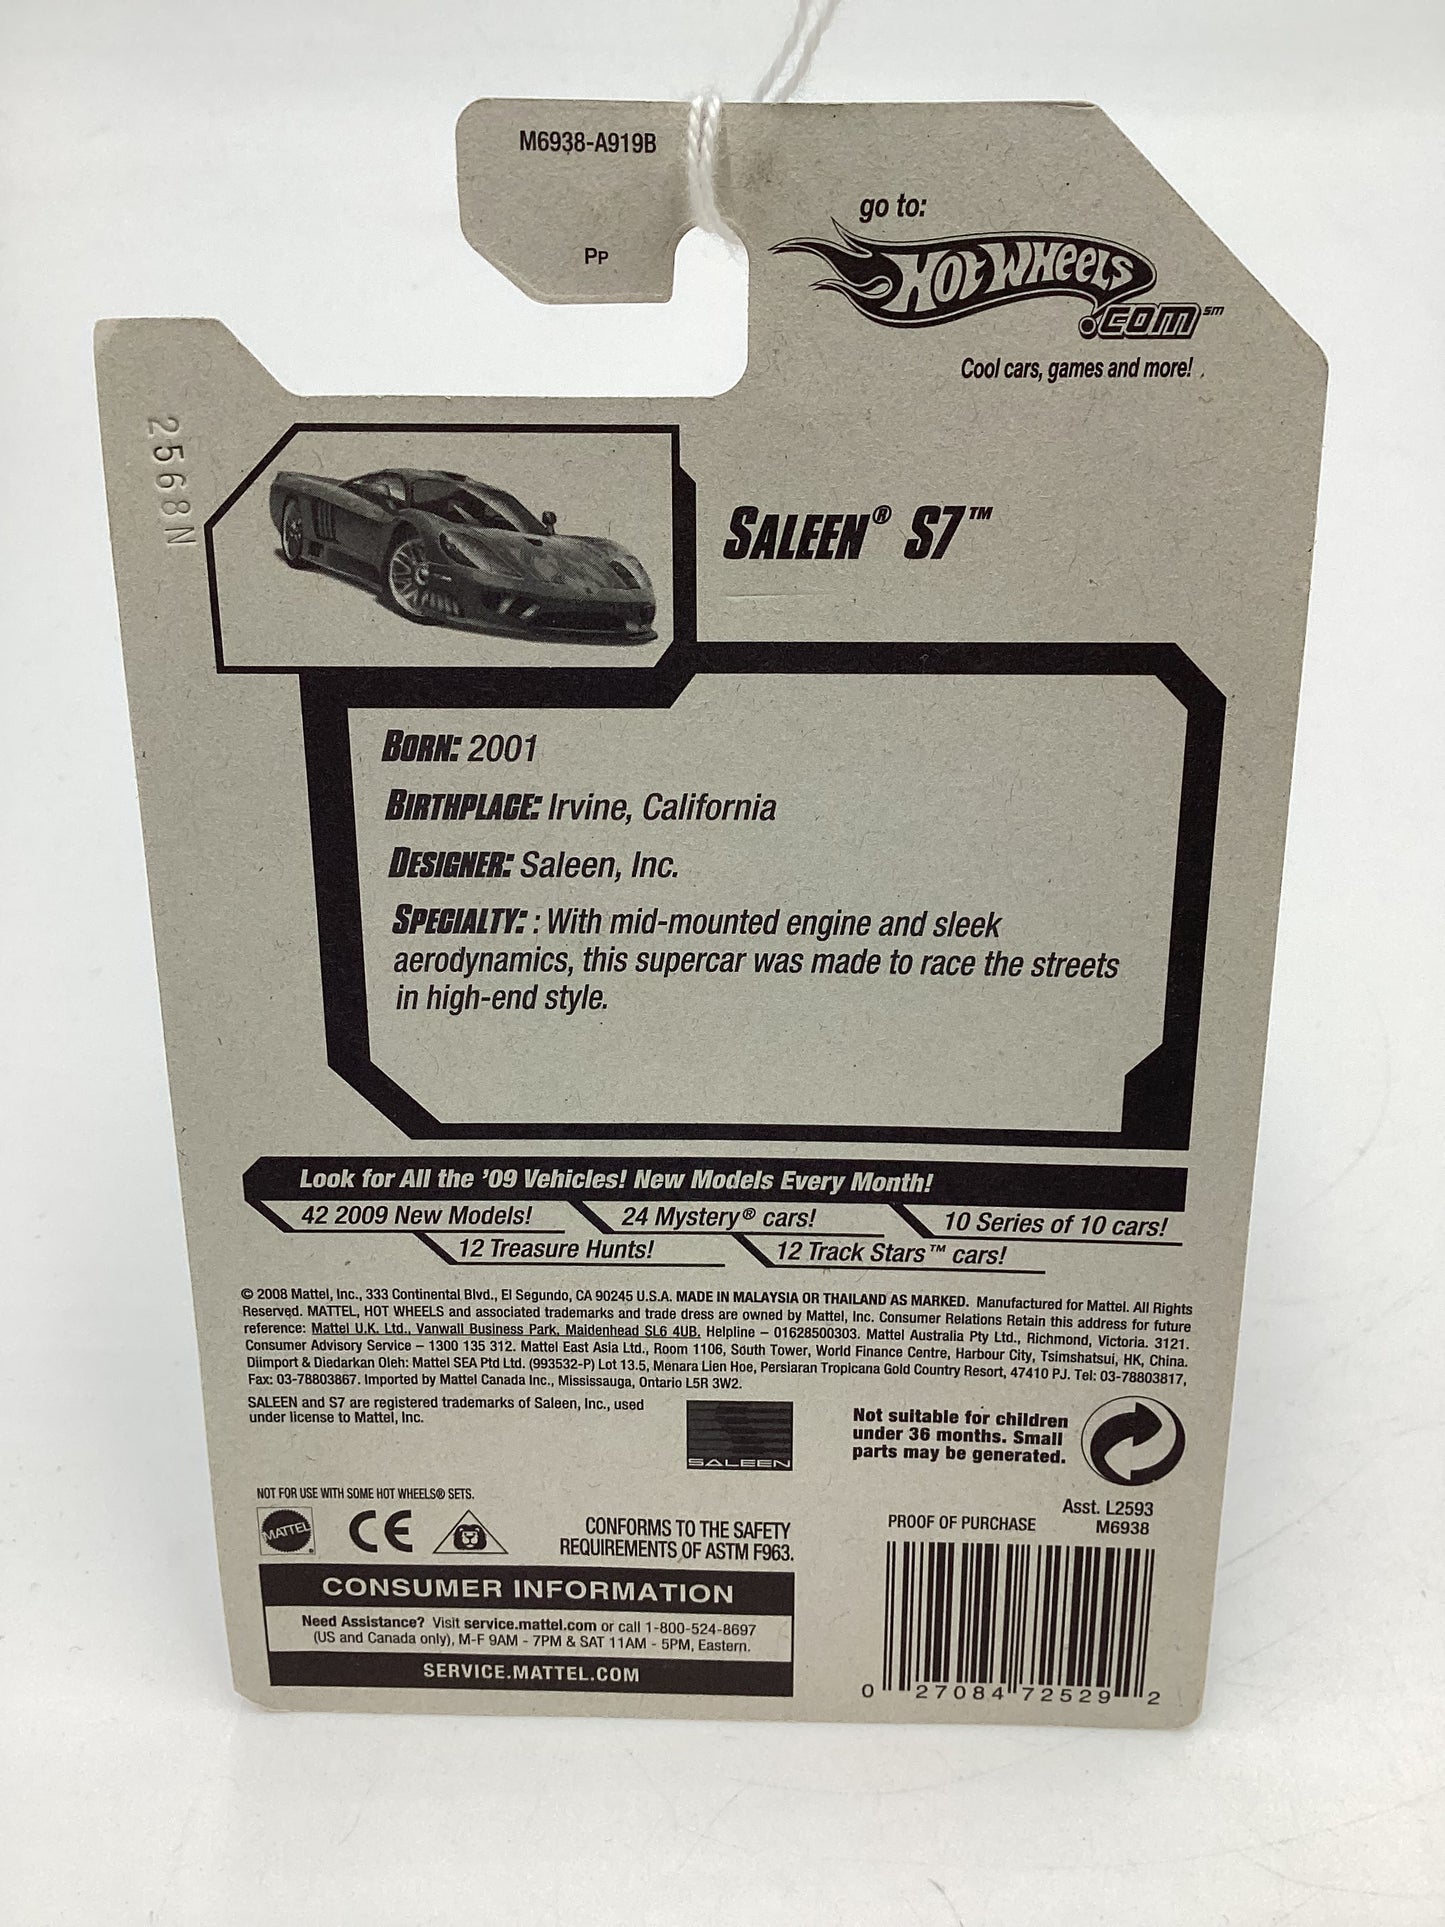 M6938-A919B
PP
go to:
HOT WHEELS
.COM℠
Cool cars, games and more!
2568N
SALEEN® S7™
BORN: 2001
BIRTHPLACE: Irvine, California
DESIGNER: Saleen, Inc.
SPECIALTY: : With mid-mounted engine and sleek
aerodynamics, this supercar was made to race the streets
in high-end style.
Look for All the '09 Vehicles! New Models Every Month!
42 2009 New Models!
24 Mystery® cars!
10 Series of 10 cars!
12 Treasure Hunts!
12 Track Stars™ cars!
© 2008 Mattel, Inc., 333 Continental Blvd., El Segundo, CA 90245 U.S.A. MADE IN MALAYSIA OR THAILAND AS MARKED. Manufactured for Mattel. All Rights
Reserved. MATTEL, HOT WHEELS and associated trademarks and trade dress are owned by Mattel, Inc. Consumer Relations Retain this address for future
reference: Mattel U.K. Ltd., Vanwall Business Park, Maidenhead SL6 4UB. Helpline – 01628500303. Mattel Australia Pty Ltd., Richmond, Victoria. 3121.
Consumer Advisory Service – 1300 135 312. Mattel East Asia Ltd., Room 1106, South Tower, World Finance Centre, Harbour City, Tsimshatsui, HK, China.
Diimport & Diedarkan Oleh: Mattel SEA Ptd Ltd. (993532-P) Lot 13.5, Menara Lien Hoe, Persiaran Tropicana Gold Country Resort, 47410 PJ. Tel: 03-78803817,
Fax: 03-78803867. Imported by Mattel Canada Inc., Mississauga, Ontario L5R 3W2.
SALEEN and S7 are registered trademarks of Saleen, Inc., used
under license to Mattel, Inc.
SALEEN
Not suitable for children
under 36 months. Small
parts may be generated.
NOT FOR USE WITH SOME HOT WHEELS® SETS.
MATTEL
CE
CONFORMS TO THE SAFETY
REQUIREMENTS OF ASTM F963.
Asst. L2593
PROOF OF PURCHASE M6938
CONSUMER INFORMATION
Need Assistance? Visit service.mattel.com or call 1-800-524-8697
(US and Canada only), M-F 9AM - 7PM & SAT 11AM - 5PM, Eastern.
SERVICE.MATTEL.COM
0 27084 72529 2